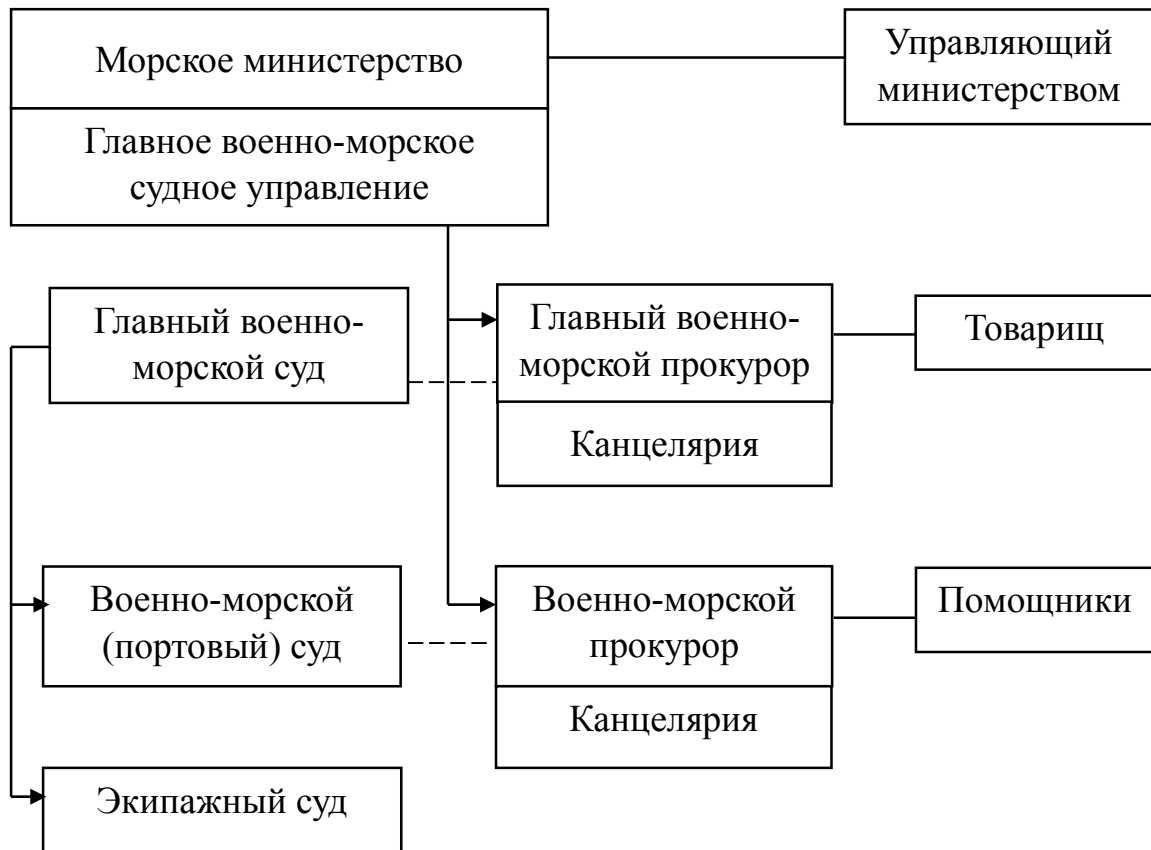 Морское министерство
Управляющий
министерством
Главное военно-морское
судное управление
Главный военно-
морской суд
Главный военно-
морской прокурор
Товарищ
Канцелярия
Военно-морской
(портовый) суд
Военно-морской
прокурор
Помощники
Канцелярия
Экипажный суд